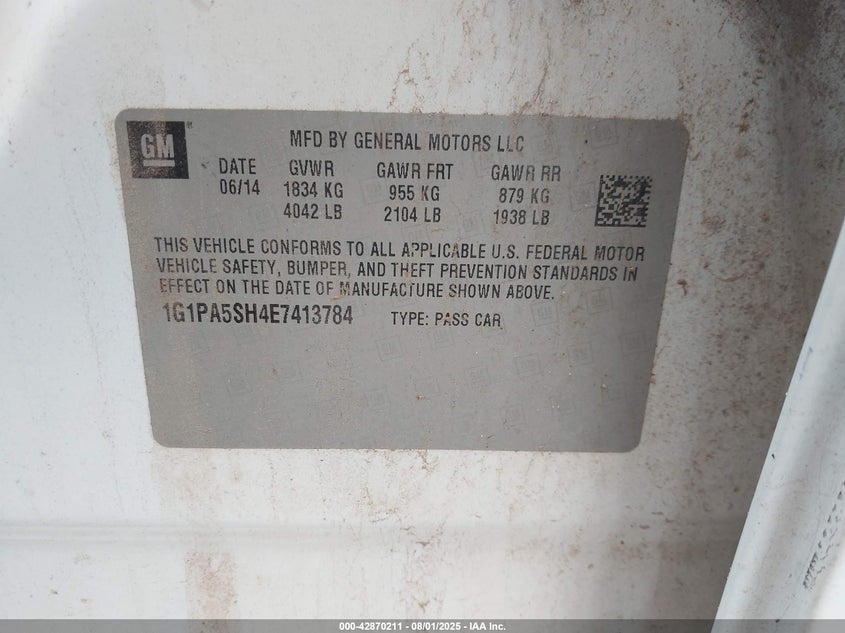 GM
MFD BY GENERAL MOTORS LLC
DATE GVWR GAWR FRT GAWR RR
06/14 1834 KG 955 KG 879 KG
4042 LB 2104 LB 1938 LB
THIS VEHICLE CONFORMS TO ALL APPLICABLE U.S. FEDERAL MOTOR
VEHICLE SAFETY, BUMPER, AND THEFT PREVENTION STANDARDS IN
EFFECT ON THE DATE OF MANUFACTURE SHOWN ABOVE.
1G1PA5SH4E7413784 TYPE: PASS CAR
000-42870211 - 08/01/2025 - IAA Inc.